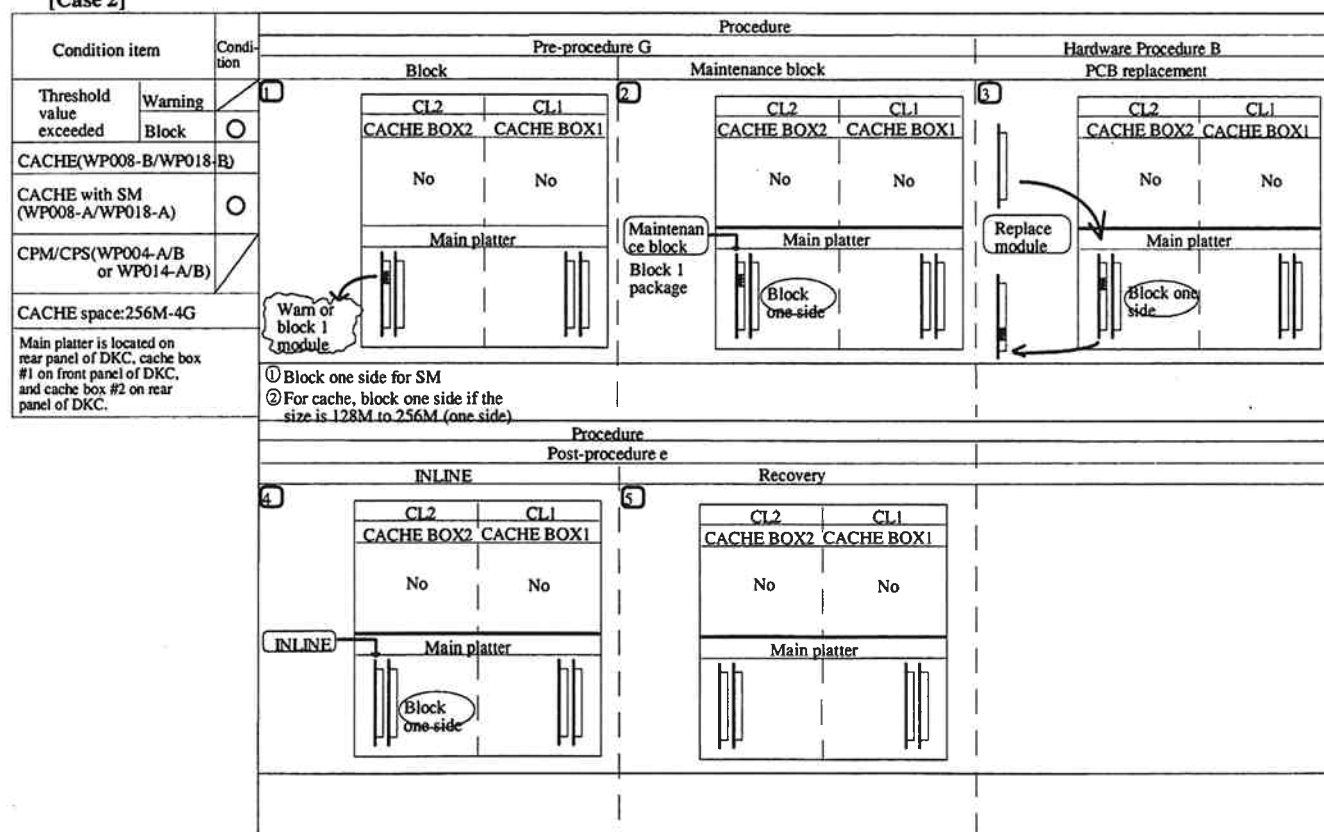 [Case 2]
Condition item
Condi-
tion
Procedure
Pre-procedure G
Hardware Procedure B
Block
Maintenance block
PCB replacement
Threshold
value
exceeded
Warning
Block
○
CACHE(WP008-B/WP018-B)
CACHE with SM
(WP008-A/WP018-A)
○
CPM/CPS(WP004-A/B
or WP014-A/B)
CACHE space:256M-4G
Main platter is located on
rear panel of DKC, cache box
#1 on front panel of DKC,
and cache box #2 on rear
panel of DKC.
1
CL2
CL1
CACHE BOX2
CACHE BOX1
No
No
Main platter
Warn or
block 1
module
① Block one side for SM
② For cache, block one side if the
size is 128M to 256M (one side)
2
CL2
CL1
CACHE BOX2
CACHE BOX1
No
No
Main platter
Maintenan
ce block
Block 1
package
Block
one side
3
CL2
CL1
CACHE BOX2
CACHE BOX1
No
No
Main platter
Replace
module
Block one
side
Procedure
Post-procedure e
INLINE
Recovery
4
CL2
CL1
CACHE BOX2
CACHE BOX1
No
No
Main platter
INLINE
Block
one side
5
CL2
CL1
CACHE BOX2
CACHE BOX1
No
No
Main platter